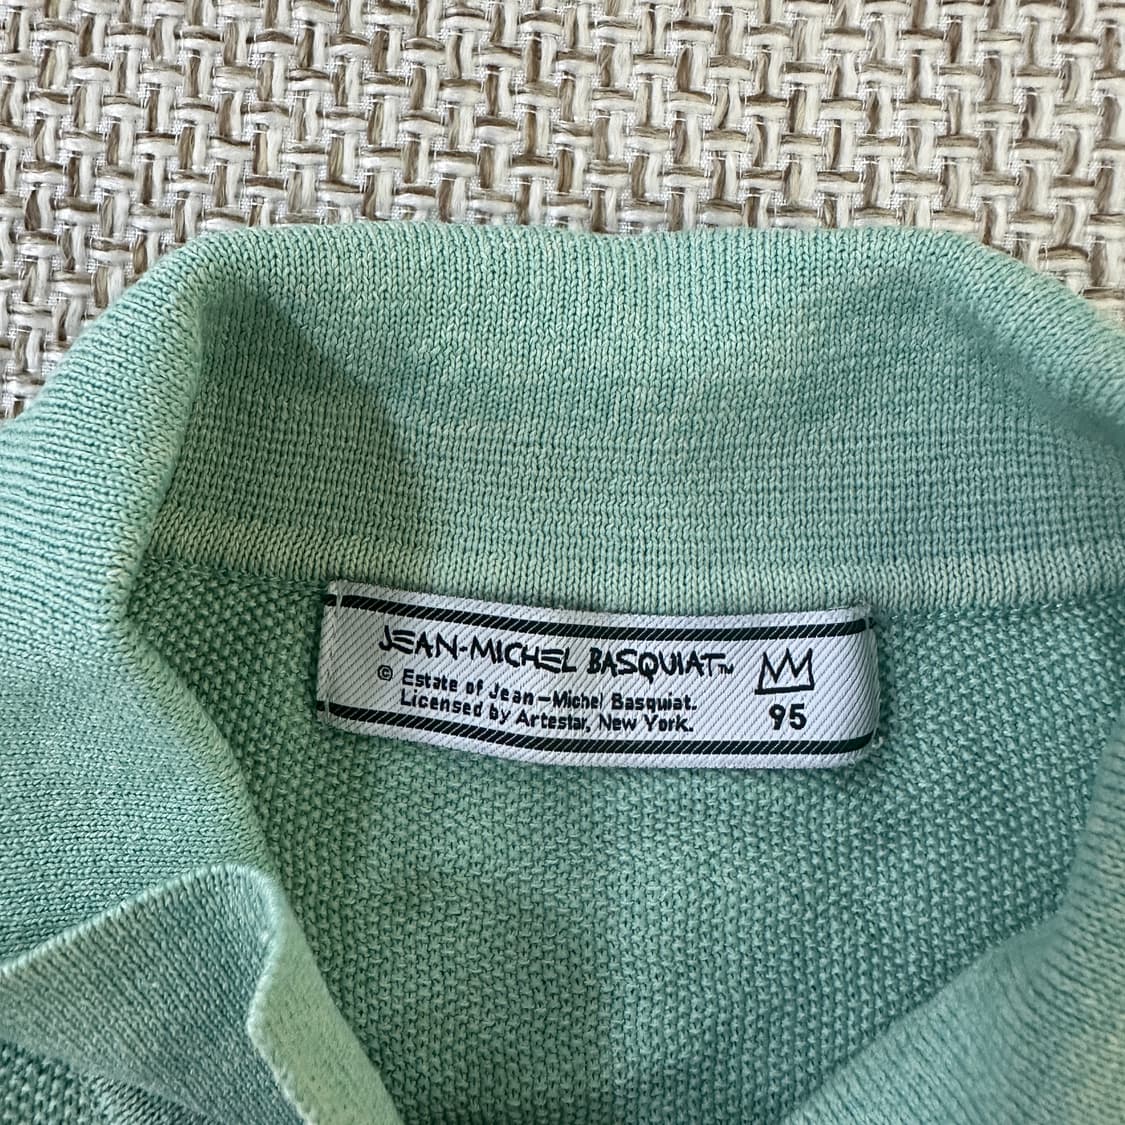 JEAN-MICHEL BASQUIAT™
© Estate of Jean-Michel Basquiat.
Licensed by Artestar, New York.
95